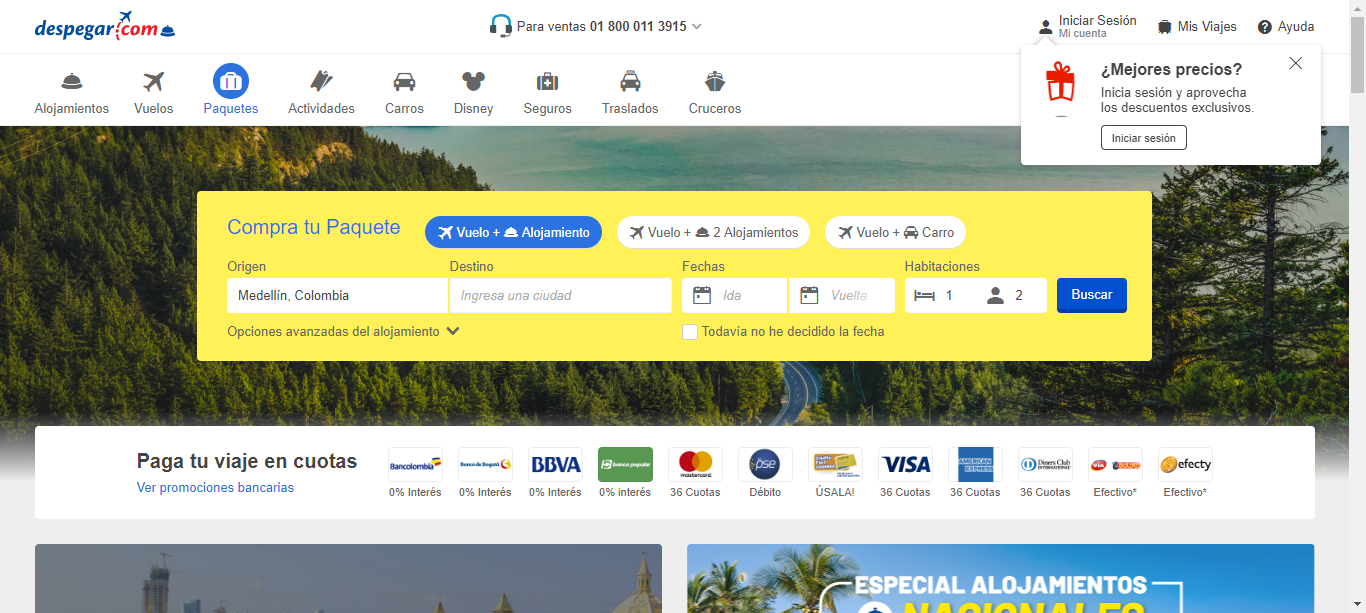 despegar.com
Para ventas 01 800 011 3915
Iniciar Sesión
Mi cuenta
Mis Viajes
Ayuda
¿Mejores precios?
Inicia sesión y aprovecha
los descuentos exclusivos.
Iniciar sesión
Alojamientos
Vuelos
Paquetes
Actividades
Carros
Disney
Seguros
Traslados
Cruceros
Compra tu Paquete
Vuelo + Alojamiento
Vuelo + 2 Alojamientos
Vuelo + Carro
Origen
Destino
Fechas
Habitaciones
Medellín, Colombia
Ingresa una ciudad
Ida
Vuelta
1
2
Buscar
Opciones avanzadas del alojamiento
Todavía no he decidido la fecha
Paga tu viaje en cuotas
Ver promociones bancarias
Bancolombia
Banco de Bogotá
BBVA
banco popular
mastercard
pse
VISA
AMERICAN EXPRESS
Diners Club
INTERNATIONAL
via
efecty
0% Interés
0% Interés
0% Interés
0% interés
36 Cuotas
Débito
ÚSALA!
36 Cuotas
36 Cuotas
36 Cuotas
Efectivo*
Efectivo*
ESPECIAL ALOJAMIENTOS
NACIONALES